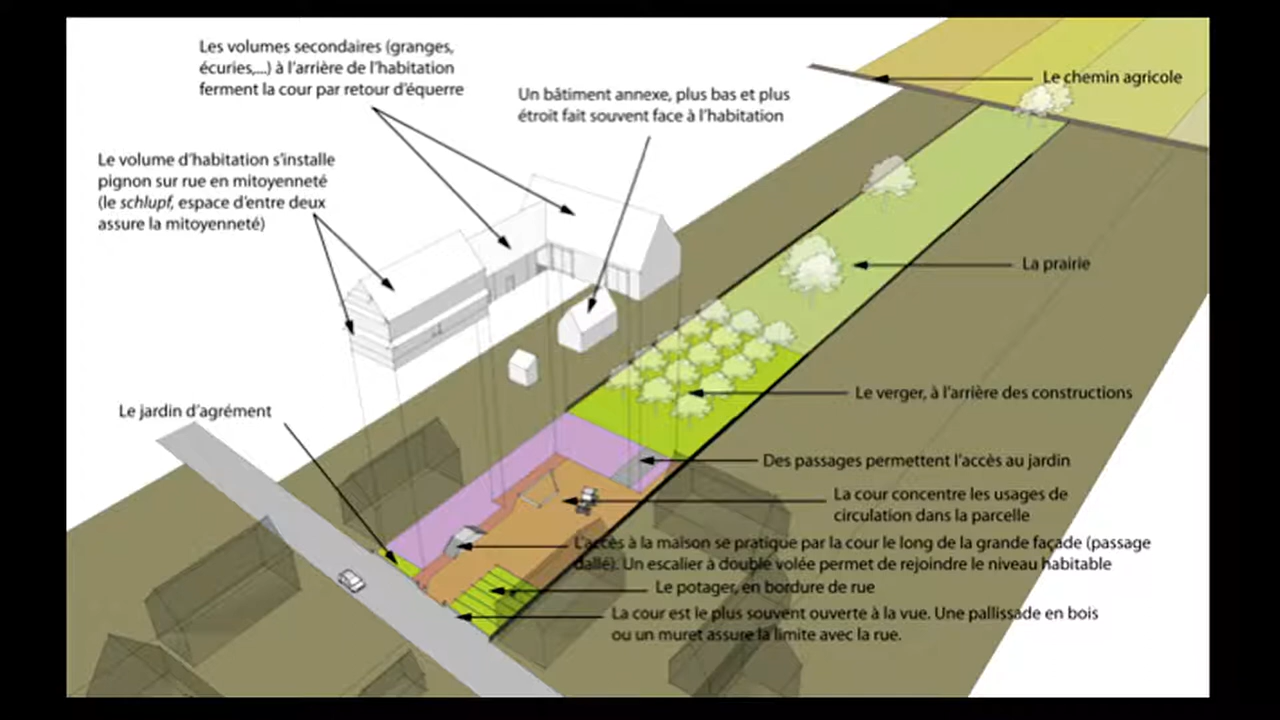 Les volumes secondaires (granges,
écuries,...) à l'arrière de l'habitation
ferment la cour par retour d'équerre
Un bâtiment annexe, plus bas et plus
étroit fait souvent face à l'habitation
Le chemin agricole
Le volume d'habitation s'installe
pignon sur rue en mitoyenneté
(le schlupf, espace d'entre deux
assure la mitoyenneté)
La prairie
Le verger, à l'arrière des constructions
Le jardin d'agrément
Des passages permettent l'accès au jardin
La cour concentre les usages de
circulation dans la parcelle
L'accès à la maison se pratique par la cour le long de la grande façade (passage
dallé). Un escalier à double volée permet de rejoindre le niveau habitable
Le potager, en bordure de rue
La cour est le plus souvent ouverte à la vue. Une pallissade en bois
ou un muret assure la limite avec la rue.